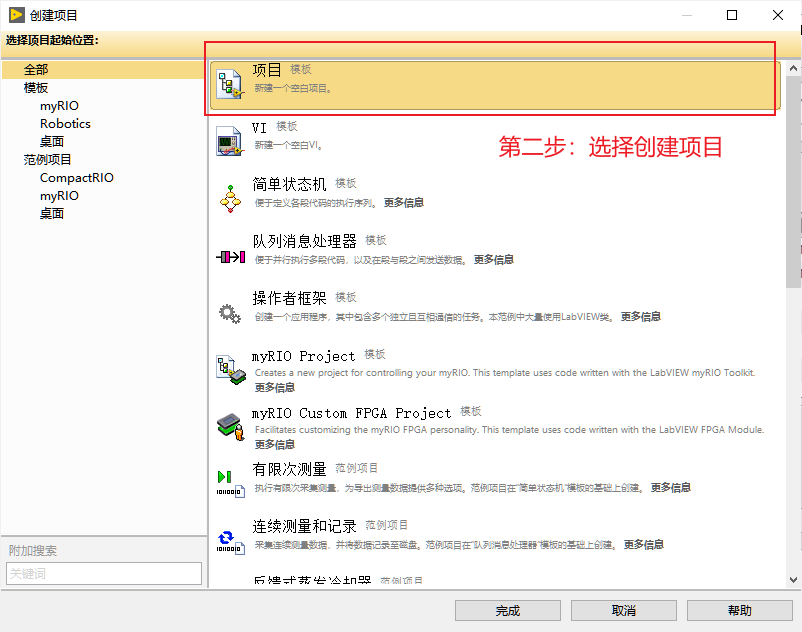 创建项目
选择项目起始位置:
全部
模板
myRIO
Robotics
桌面
范例项目
CompactRIO
myRIO
桌面
附加搜索
关键词
项目 模板
新建一个空白项目。
VI 模板
新建一个空白VI。
第二步：选择创建项目
简单状态机 模板
便于定义各段代码的执行序列。 更多信息
队列消息处理器 模板
便于并行执行多段代码，以及在段与段之间发送数据。 更多信息
操作者框架 模板
创建一个应用程序，其中包含多个独立且互相通信的任务。本范例中大量使用LabVIEW类。 更多信息
myRIO Project 模板
Creates a new project for controlling your myRIO. This template uses code written with the LabVIEW myRIO Toolkit.
更多信息
myRIO Custom FPGA Project 模板
Facilitates customizing the myRIO FPGA personality. This template uses code written with the LabVIEW FPGA Module.
更多信息
有限次测量 范例项目
执行有限次采集测量，为导出测量数据提供多种选项。范例项目在"简单状态机"模板的基础上创建。 更多信息
连续测量和记录 范例项目
采集连续测量数据，并将数据记录至磁盘。范例项目在"队列消息处理器"模板的基础上创建。 更多信息
反馈式蒸发冷却器 范例项目
完成
取消
帮助